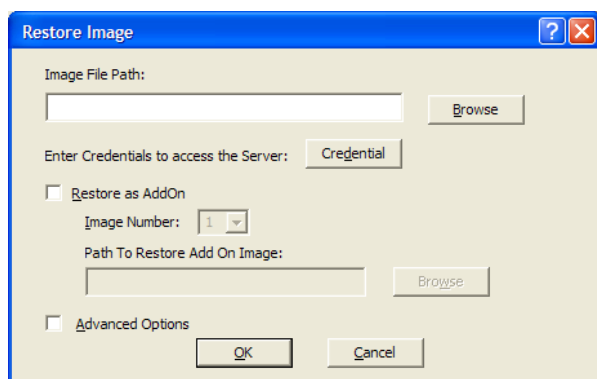 Restore Image
Image File Path:
Browse
Enter Credentials to access the Server: Credential
Restore as AddOn
Image Number: 1
Path To Restore Add On Image:
Browse
Advanced Options
OK Cancel